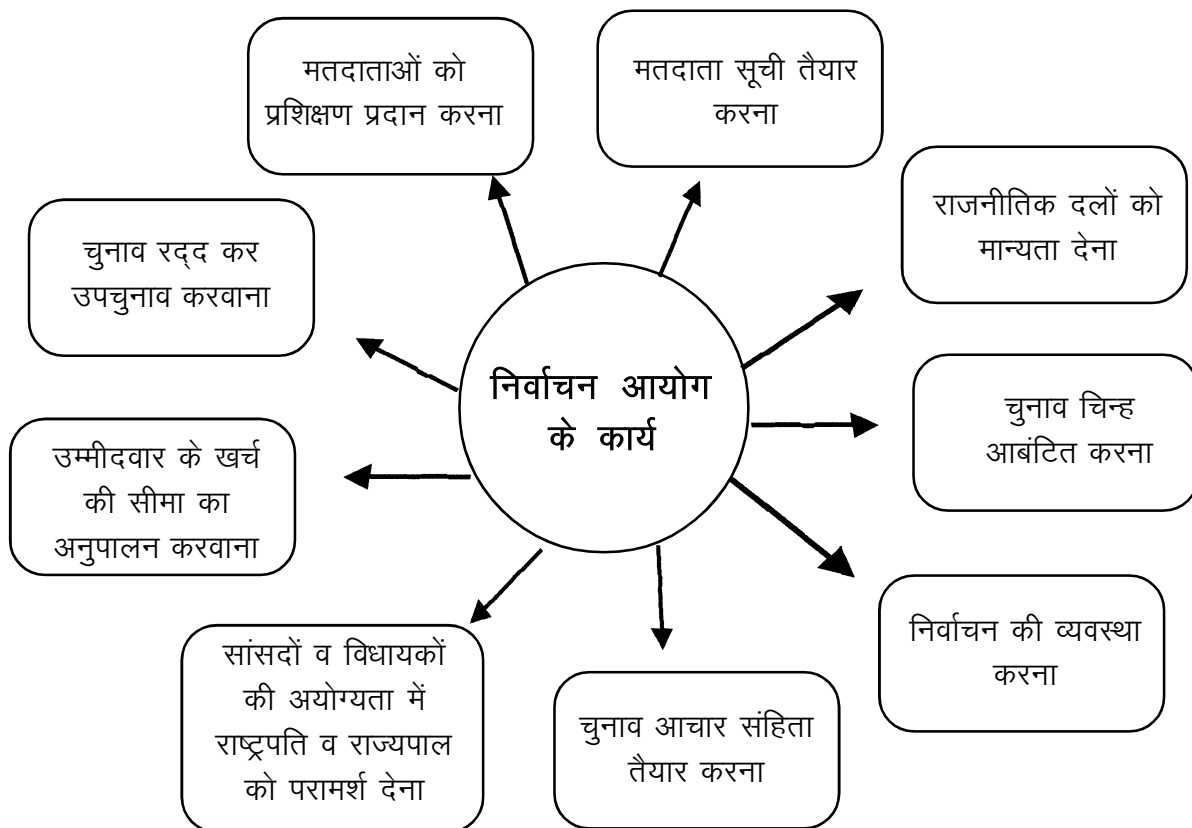 मतदाताओं को
प्रशिक्षण प्रदान करना
मतदाता सूची तैयार
करना
राजनीतिक दलों को
मान्यता देना
चुनाव रद्द कर
उपचुनाव करवाना
निर्वाचन आयोग
के कार्य
चुनाव चिन्ह
आबंटित करना
उम्मीदवार के खर्च
की सीमा का
अनुपालन करवाना
निर्वाचन की व्यवस्था
करना
सांसदों व विधायकों
की अयोग्यता में
राष्ट्रपति व राज्यपाल
को परामर्श देना
चुनाव आचार संहिता
तैयार करना